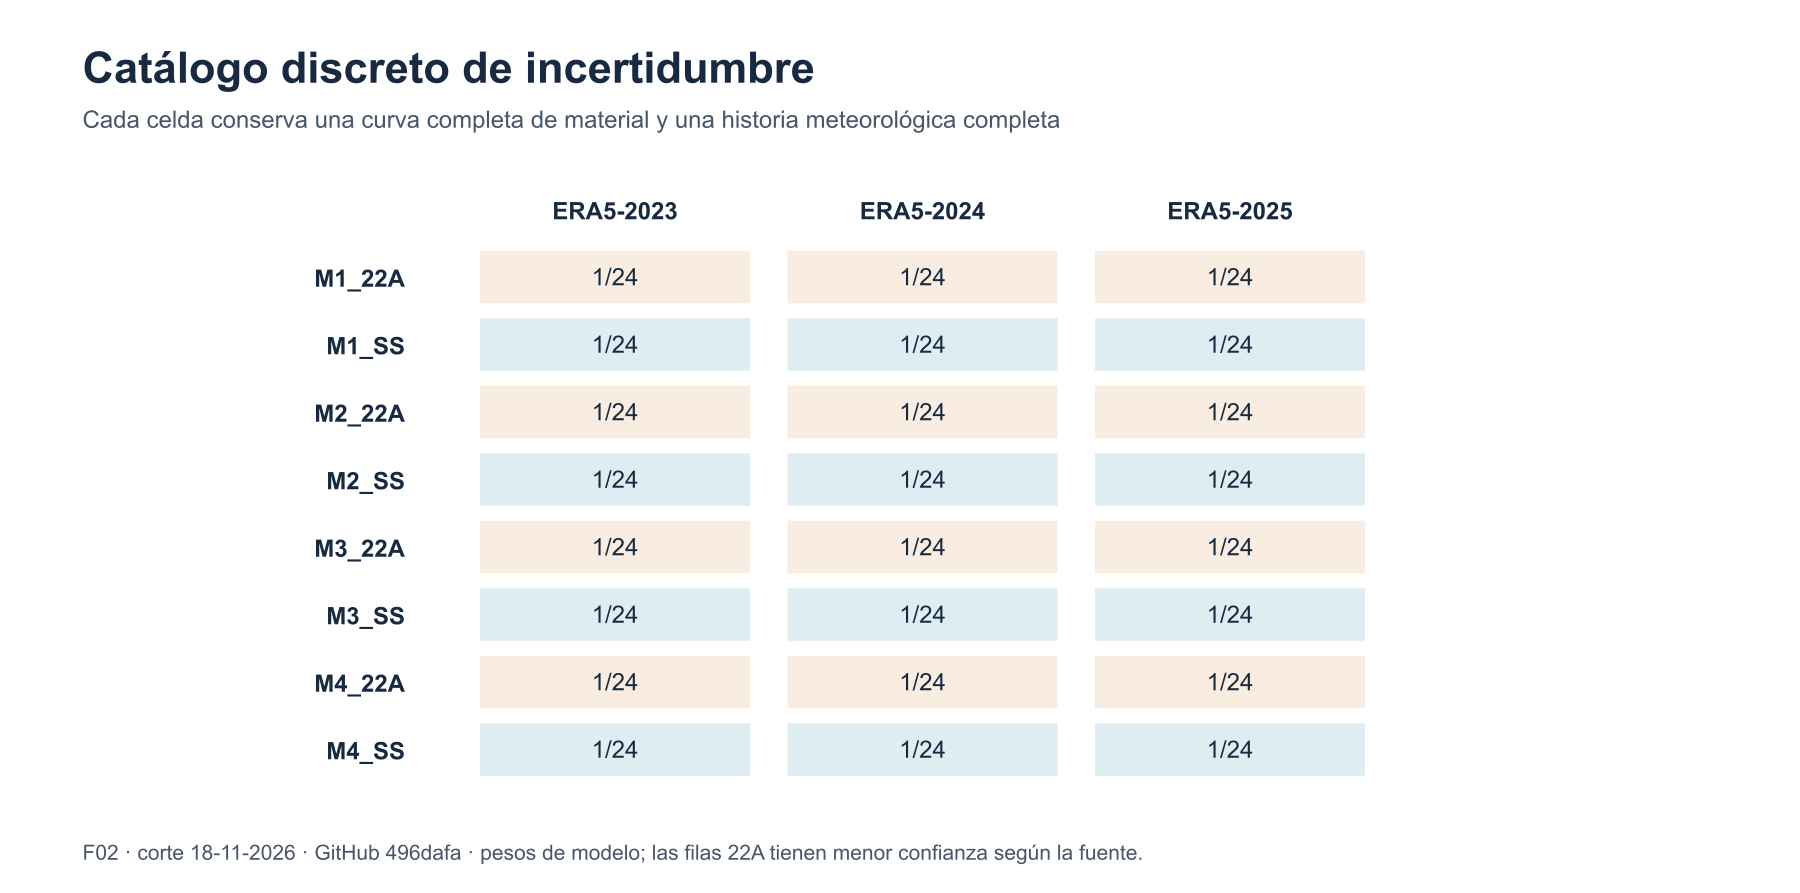 Catálogo discreto de incertidumbre
Cada celda conserva una curva completa de material y una historia meteorológica completa
ERA5-2023 ERA5-2024 ERA5-2025
M1_22A 1/24 1/24 1/24
M1_SS 1/24 1/24 1/24
M2_22A 1/24 1/24 1/24
M2_SS 1/24 1/24 1/24
M3_22A 1/24 1/24 1/24
M3_SS 1/24 1/24 1/24
M4_22A 1/24 1/24 1/24
M4_SS 1/24 1/24 1/24
F02 · corte 18-11-2026 · GitHub 496dafa · pesos de modelo; las filas 22A tienen menor confianza según la fuente.